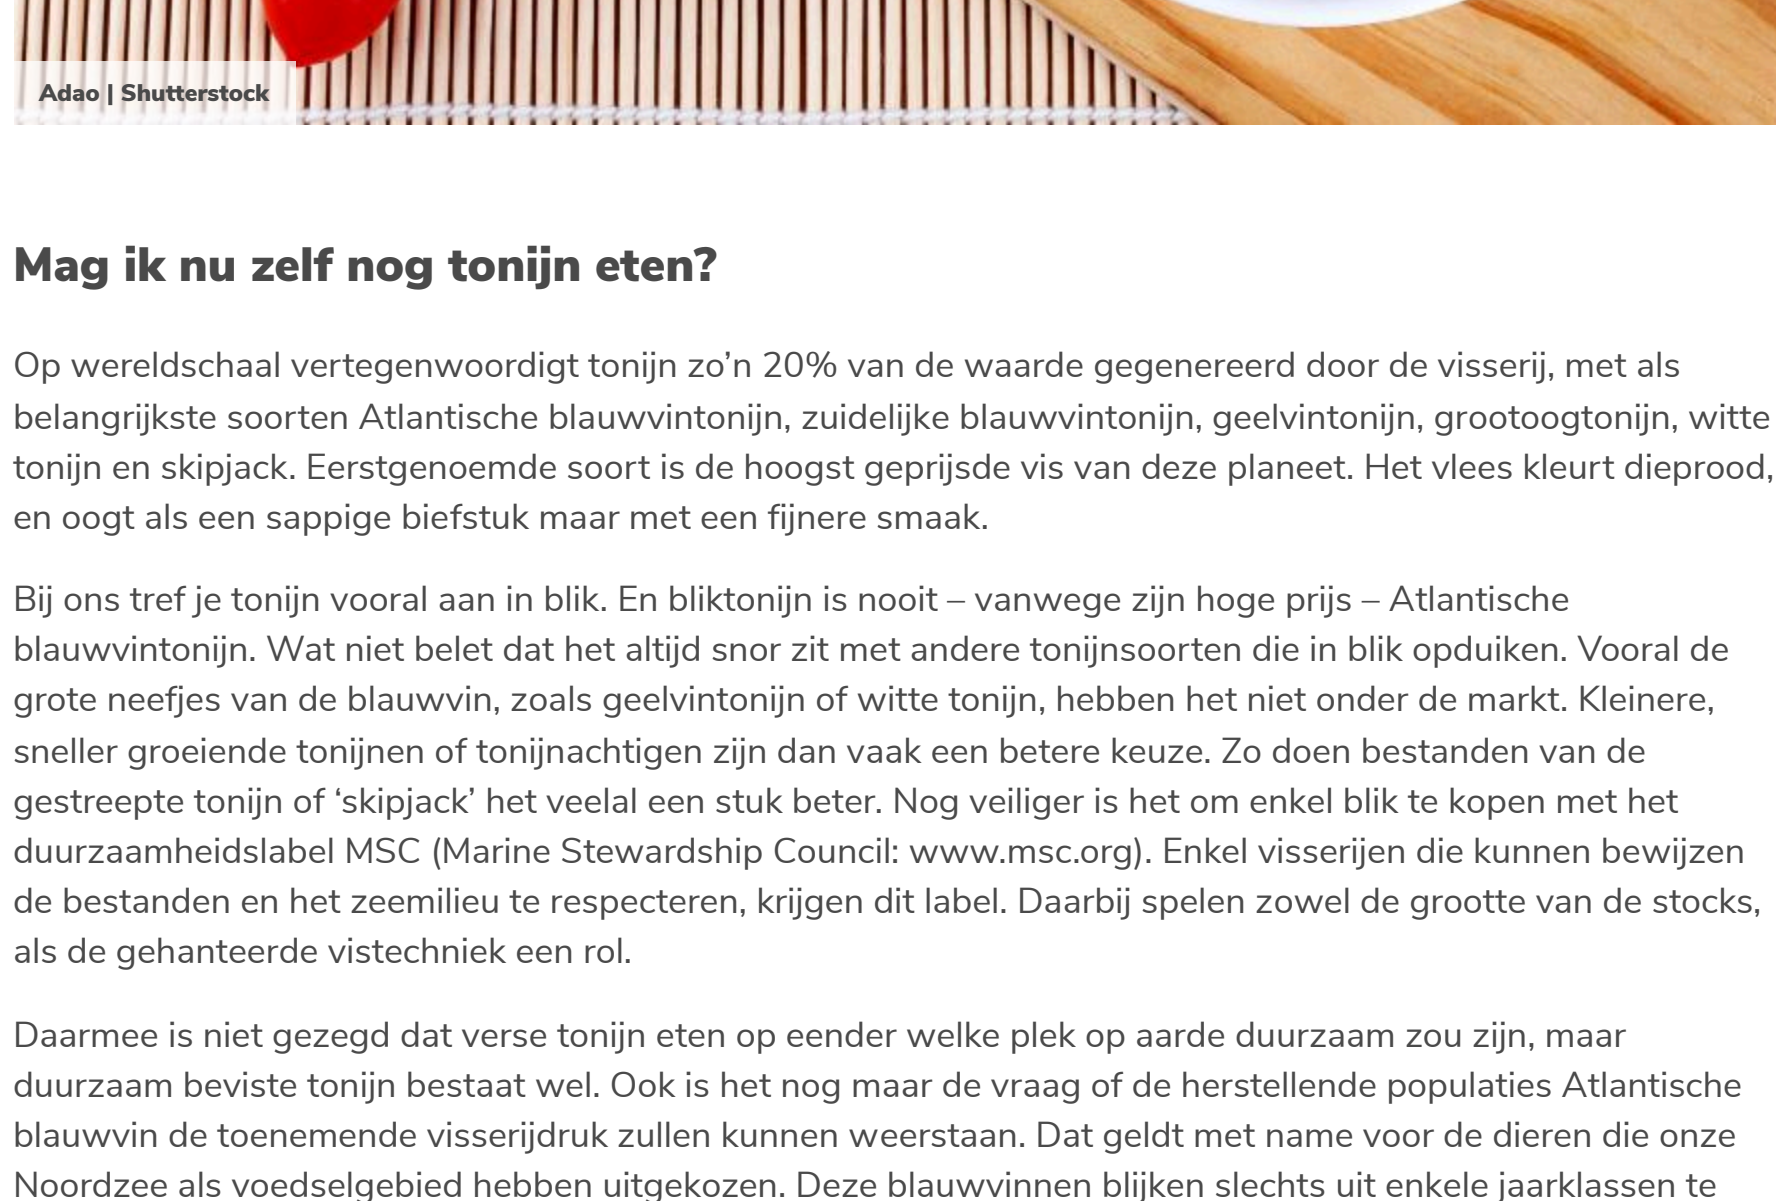 Adao | Shutterstock
Mag ik nu zelf nog tonijn eten?
Op wereldschaal vertegenwoordigt tonijn zo’n 20% van de waarde gegenereerd door de visserij, met als
belangrijkste soorten Atlantische blauwvintonijn, zuidelijke blauwvintonijn, geelvintonijn, grootoogtonijn, witte
tonijn en skipjack. Eerstgenoemde soort is de hoogst geprijsde vis van deze planeet. Het vlees kleurt dieprood,
en oogt als een sappige biefstuk maar met een fijnere smaak.
Bij ons tref je tonijn vooral aan in blik. En bliktonijn is nooit – vanwege zijn hoge prijs – Atlantische
blauwvintonijn. Wat niet belet dat het altijd snor zit met andere tonijnsoorten die in blik opduiken. Vooral de
grote neefjes van de blauwvin, zoals geelvintonijn of witte tonijn, hebben het niet onder de markt. Kleinere,
sneller groeiende tonijnen of tonijnachtigen zijn dan vaak een betere keuze. Zo doen bestanden van de
gestreepte tonijn of ‘skipjack’ het veelal een stuk beter. Nog veiliger is het om enkel blik te kopen met het
duurzaamheidslabel MSC (Marine Stewardship Council: www.msc.org). Enkel visserijen die kunnen bewijzen
de bestanden en het zeemilieu te respecteren, krijgen dit label. Daarbij spelen zowel de grootte van de stocks,
als de gehanteerde vistechniek een rol.
Daarmee is niet gezegd dat verse tonijn eten op eender welke plek op aarde duurzaam zou zijn, maar
duurzaam beviste tonijn bestaat wel. Ook is het nog maar de vraag of de herstellende populaties Atlantische
blauwvin de toenemende visserijdruk zullen kunnen weerstaan. Dat geldt met name voor de dieren die onze
Noordzee als voedselgebied hebben uitgekozen. Deze blauwvinnen blijken slechts uit enkele jaarklassen te